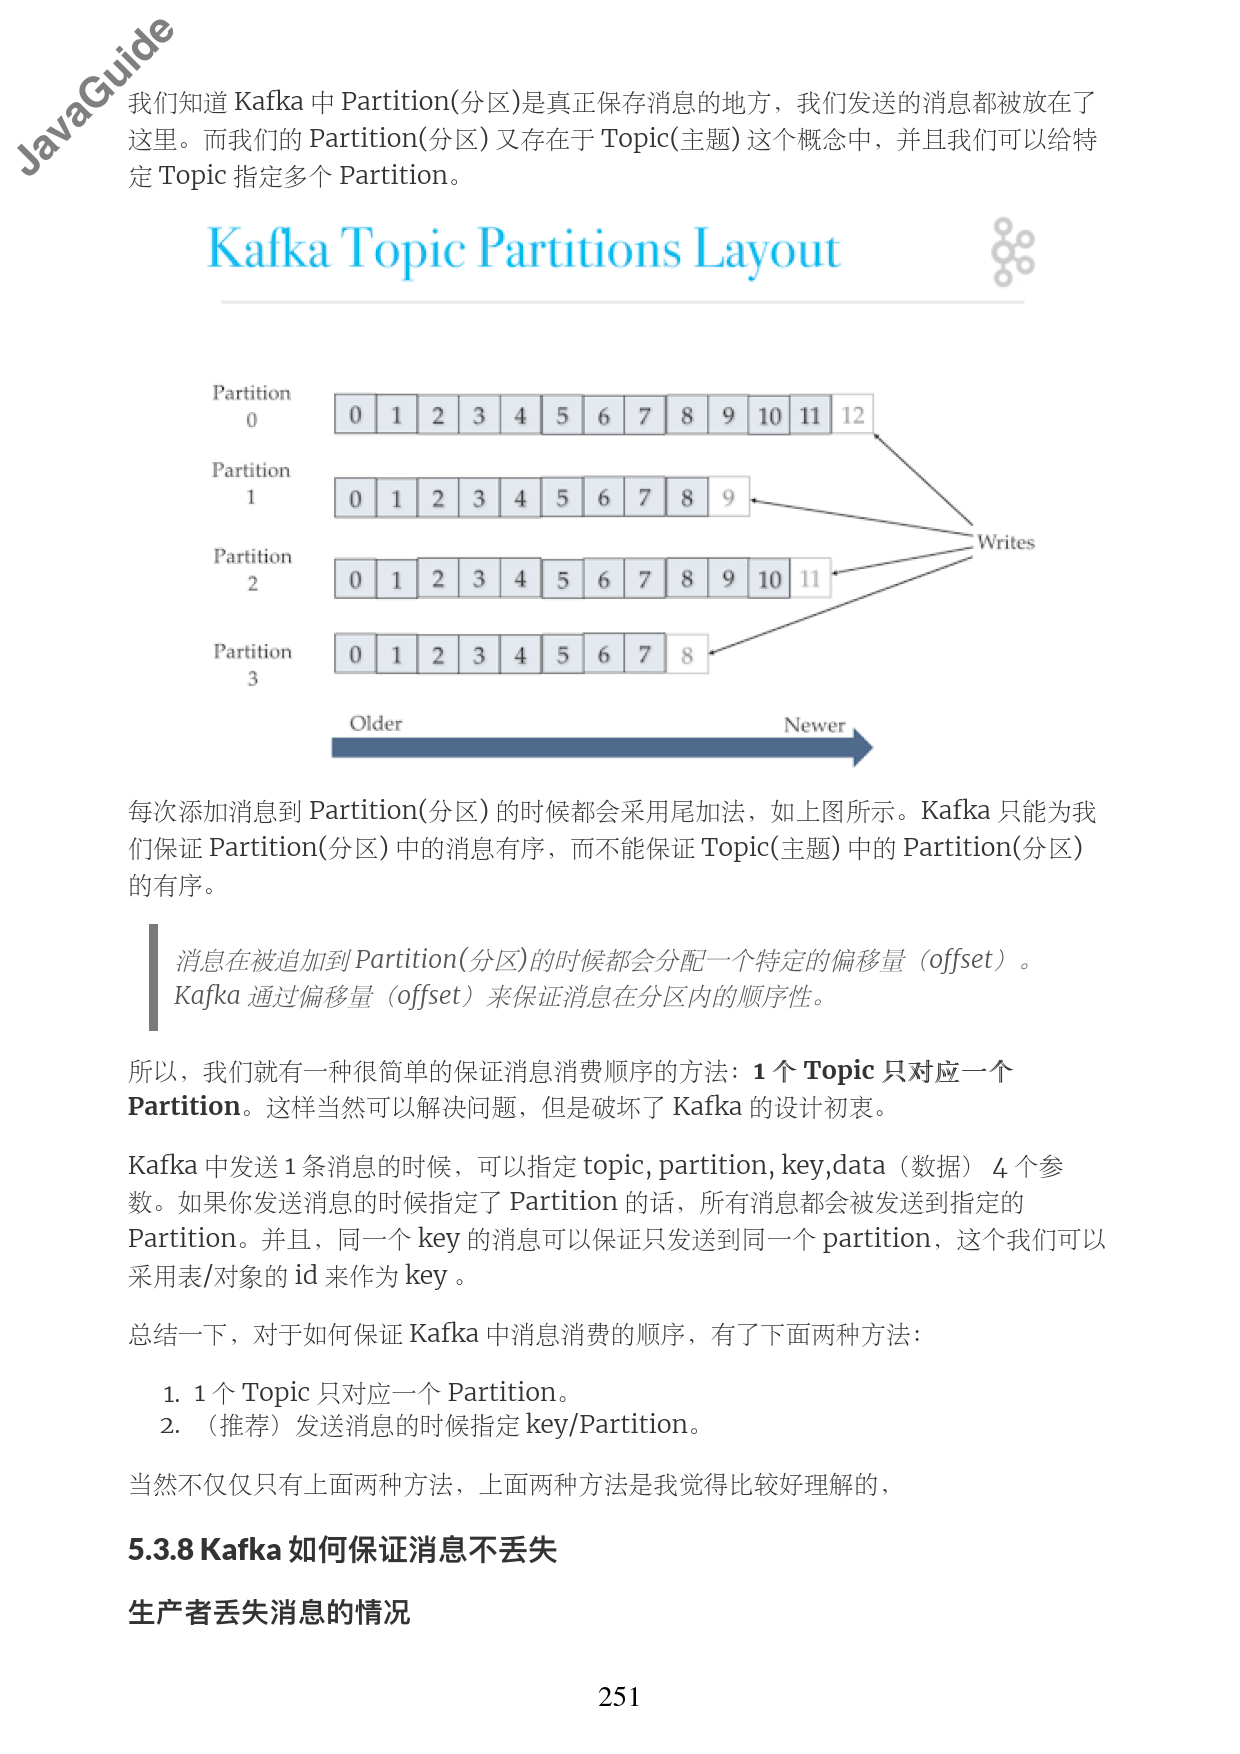 JavaGuide
我们知道 Kafka 中 Partition(分区)是真正保存消息的地方，我们发送的消息都被放在了
这里。而我们的 Partition(分区) 又存在于 Topic(主题) 这个概念中，并且我们可以给特
定 Topic 指定多个 Partition。
Kafka Topic Partitions Layout
Partition
0
0 1 2 3 4 5 6 7 8 9 10 11 12
Partition
1
0 1 2 3 4 5 6 7 8 9
Writes
Partition
2
0 1 2 3 4 5 6 7 8 9 10 11
Partition
3
0 1 2 3 4 5 6 7 8
Older
Newer
每次添加消息到 Partition(分区) 的时候都会采用尾加法，如上图所示。Kafka 只能为我
们保证 Partition(分区) 中的消息有序，而不能保证 Topic(主题) 中的 Partition(分区)
的有序。
消息在被追加到 Partition(分区)的时候都会分配一个特定的偏移量（offset）。
Kafka 通过偏移量（offset）来保证消息在分区内的顺序性。
所以，我们就有一种很简单的保证消息消费顺序的方法：1 个 Topic 只对应一个
Partition。这样当然可以解决问题，但是破坏了 Kafka 的设计初衷。
Kafka 中发送 1 条消息的时候，可以指定 topic, partition, key,data（数据） 4 个参
数。如果你发送消息的时候指定了 Partition 的话，所有消息都会被发送到指定的
Partition。并且，同一个 key 的消息可以保证只发送到同一个 partition，这个我们可以
采用表/对象的 id 来作为 key 。
总结一下，对于如何保证 Kafka 中消息消费的顺序，有了下面两种方法：
1. 1 个 Topic 只对应一个 Partition。
2. （推荐）发送消息的时候指定 key/Partition。
当然不仅仅只有上面两种方法，上面两种方法是我觉得比较好理解的，
5.3.8 Kafka 如何保证消息不丢失
生产者丢失消息的情况
251